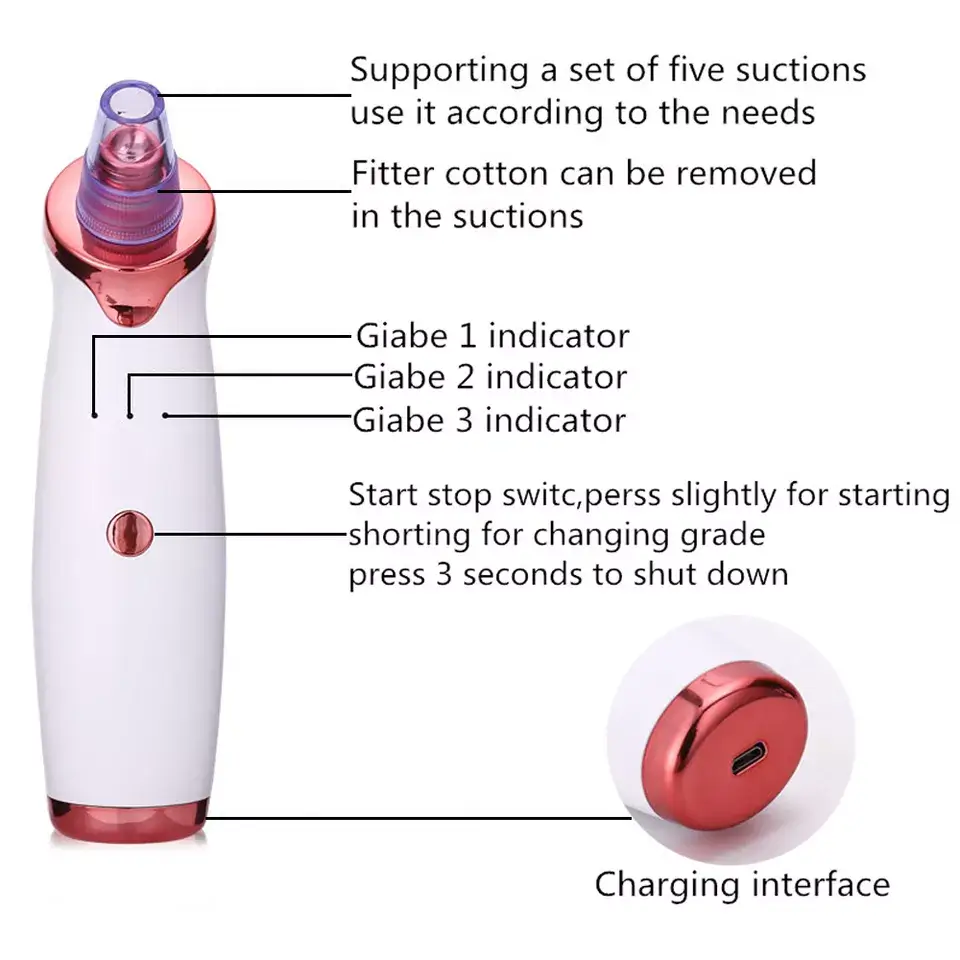 Supporting a set of five suctions
use it according to the needs
Fitter cotton can be removed
in the suctions
Giabe 1 indicator
Giabe 2 indicator
Giabe 3 indicator
Start stop switc,perss slightly for starting
shorting for changing grade
press 3 seconds to shut down
Charging interface